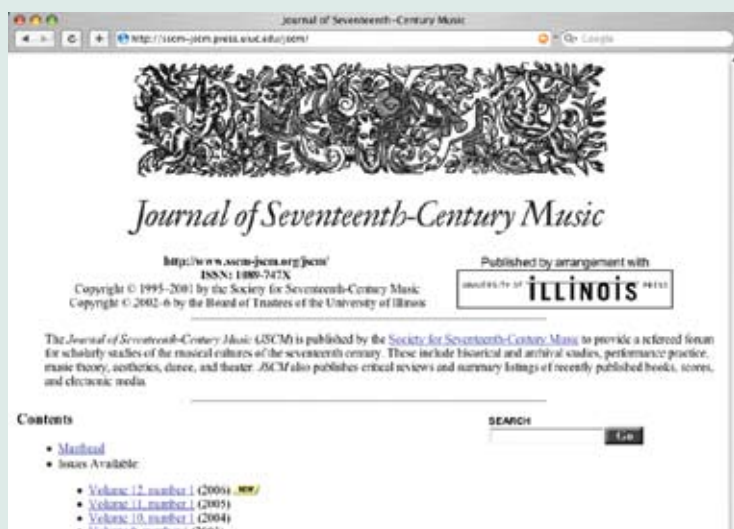 Journal of Seventeenth-Century Music
http://sscm-jscm.press.uiuc.edu/jscm/
Google
Journal of Seventeenth-Century Music
http://www.sscm-jscm.org/jscm/
ISSN: 1089-747X
Copyright © 1995–2001 by the Society for Seventeenth-Century Music
Copyright © 2002–6 by the Board of Trustees of the University of Illinois
Published by arrangement with
UNIVERSITY OF ILLINOIS PRESS
The Journal of Seventeenth-Century Music (JSCM) is published by the Society for Seventeenth-Century Music to provide a refereed forum
for scholarly studies of the musical cultures of the seventeenth century. These include historical and archival studies, performance practice,
music theory, aesthetics, dance, and theater. JSCM also publishes critical reviews and summary listings of recently published books, scores,
and electronic media.
Contents
SEARCH
Go
• Masthead
• Issues Available:
• Volume 12, number 1 (2006) NEW
• Volume 11, number 1 (2005)
• Volume 10, number 1 (2004)